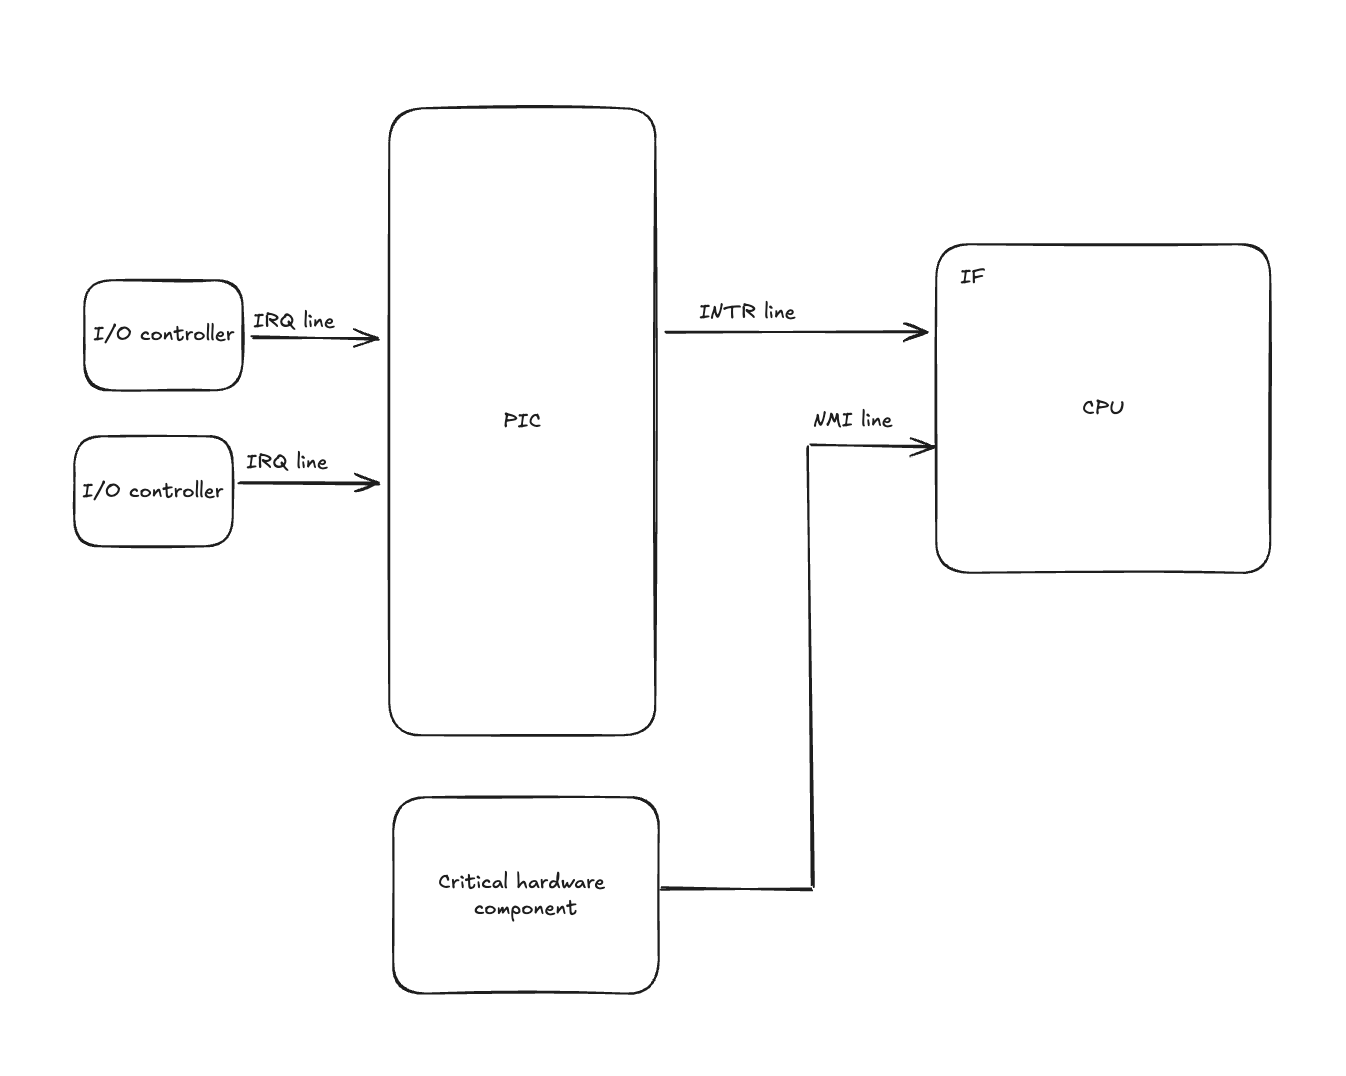 IF
INTR line
IRQ line
I/O controller
CPU
NMI line
PIC
IRQ line
I/O controller
Critical hardware
component